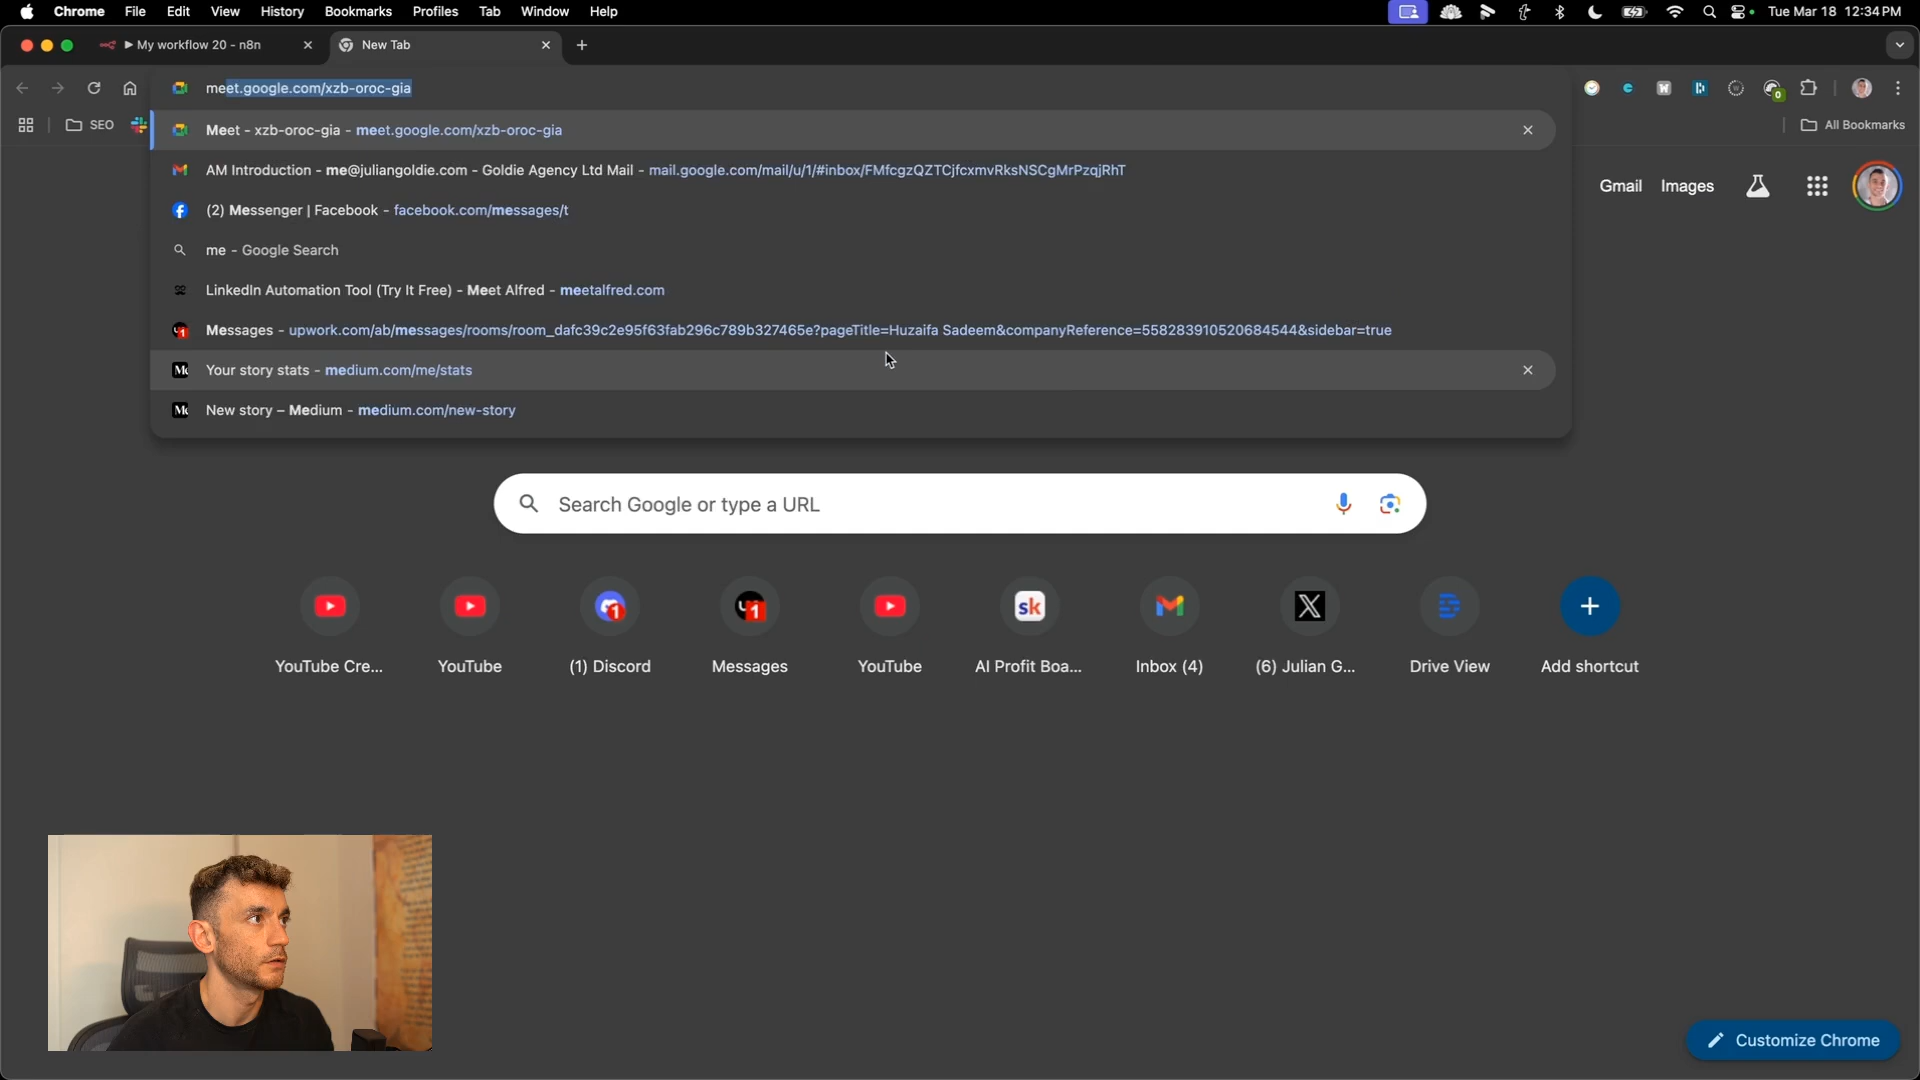 Chrome File Edit View History Bookmarks Profiles Tab Window Help Tue Mar 18 12:34 PM
My workflow 20 - n8n New Tab
meet.google.com/xzb-oroc-gia
SEO All Bookmarks
Meet - xzb-oroc-gia - meet.google.com/xzb-oroc-gia
AM Introduction - me@juliangoldie.com - Goldie Agency Ltd Mail - mail.google.com/mail/u/1/#inbox/FMfcgzQZTCjfcxmvRksNSCgMrPzqjRhT
(2) Messenger | Facebook - facebook.com/messages/t
me - Google Search
LinkedIn Automation Tool (Try It Free) - Meet Alfred - meetalfred.com
Messages - upwork.com/ab/messages/rooms/room_dafc39c2e95f63fab296c789b327465e?pageTitle=Huzaifa Sadeem&companyReference=558283910520684544&sidebar=true
Your story stats - medium.com/me/stats
New story – Medium - medium.com/new-story
Gmail Images
Search Google or type a URL
YouTube Cre... YouTube (1) Discord Messages YouTube AI Profit Boa... Inbox (4) (6) Julian G... Drive View Add shortcut
Customize Chrome